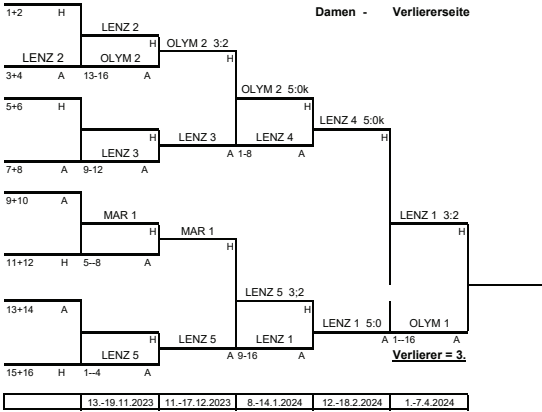 Damen - Verliererseite
1+2 H
LENZ 2
LENZ 2 H OLYM 2 3:2
3+4 A 13-16 OLYM 2 A
H
OLYM 2 5:0k
5+6 H
H LENZ 4 5:0k
H LENZ 3 LENZ 4 H
7+8 A 9-12 LENZ 3 A A 1-8 A
9+10 A
MAR 1 LENZ 1 3:2
H MAR 1 H
11+12 H 5--8 A H
LENZ 5 3;2
13+14 A H
H LENZ 5 LENZ 1 LENZ 1 5:0 OLYM 1
LENZ 5 A 9-16 A A 1--16 A
15+16 H 1--4 A Verlierer = 3.
13.-19.11.2023 11.-17.12.2023 8.-14.1.2024 12.-18.2.2024 1.-7.4.2024